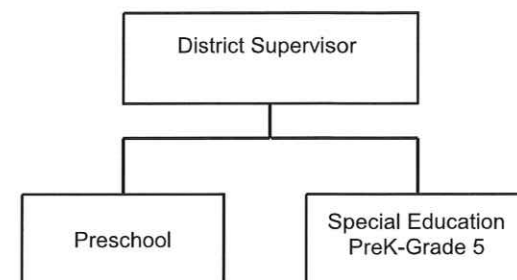 District Supervisor
Preschool
Special Education
PreK-Grade 5